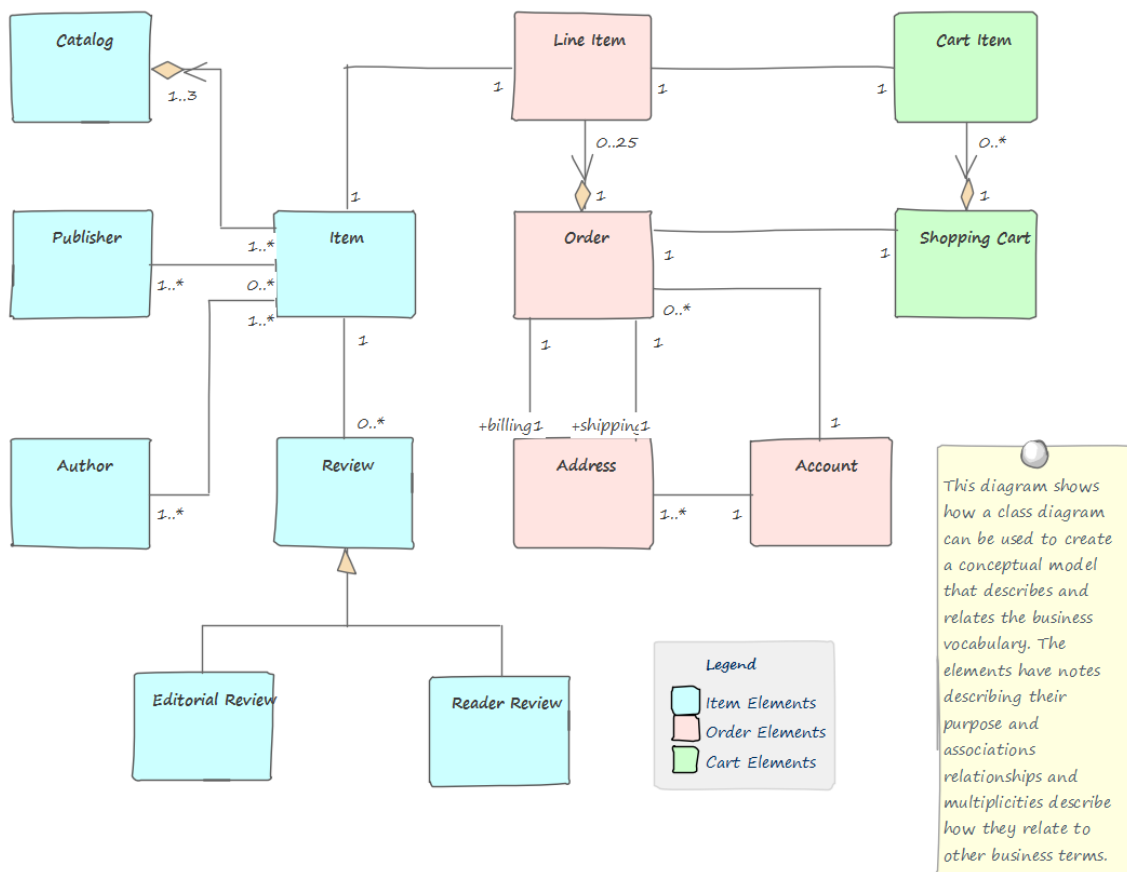 Catalog
Line Item
Cart Item
1..3
1
1
1
0..25
0..*
1
1
1
Publisher
Item
Order
Shopping Cart
1..*
1
1
1..*
0..*
1..*
0..*
1
1
1
0..*
+billing
1
+shipping
1
1
Author
Review
Address
Account
1..*
1..*
1
This diagram shows
how a class diagram
can be used to create
a conceptual model
that describes and
relates the business
vocabulary. The
elements have notes
describing their
purpose and
associations
relationships and
multiplicities describe
how they relate to
other business terms.
Editorial Review
Reader Review
Legend
Item Elements
Order Elements
Cart Elements